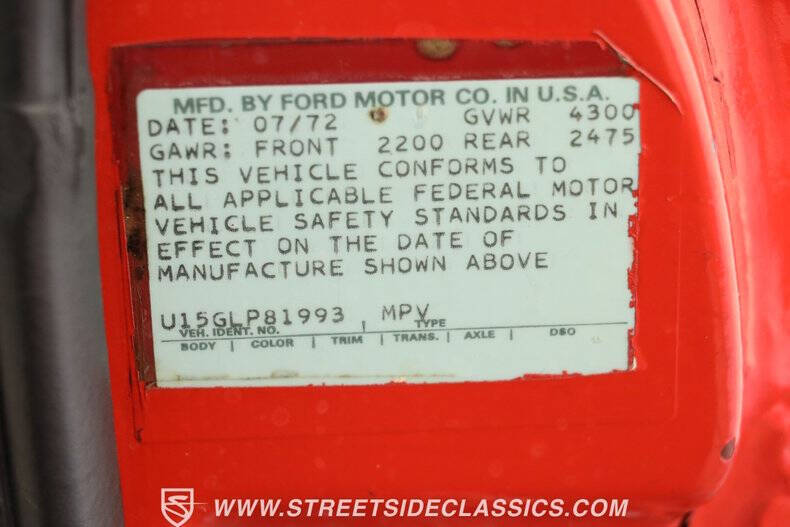 MFD. BY FORD MOTOR CO. IN U.S.A.
DATE: 07/72 GVWR 4300
GAWR: FRONT 2200 REAR 2475
THIS VEHICLE CONFORMS TO
ALL APPLICABLE FEDERAL MOTOR
VEHICLE SAFETY STANDARDS IN
EFFECT ON THE DATE OF
MANUFACTURE SHOWN ABOVE
U15GLP81993 MPV
VEH. IDENT. NO. TYPE
BODY | COLOR | TRIM | TRANS. | AXLE | DSO
WWW.STREETSIDECLASSICS.COM